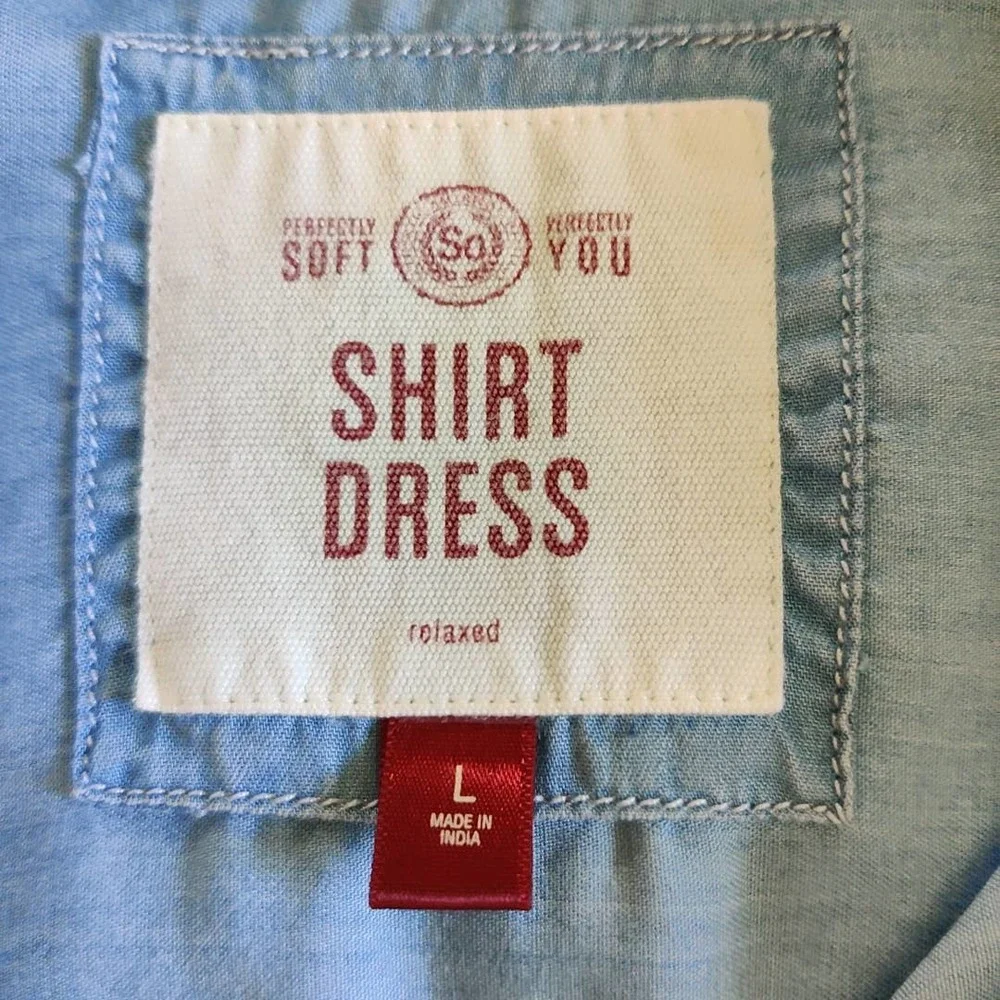 PERFECTLY
SOFT
So
PERFECTLY
YOU
SHIRT
DRESS
relaxed
L
MADE IN
INDIA